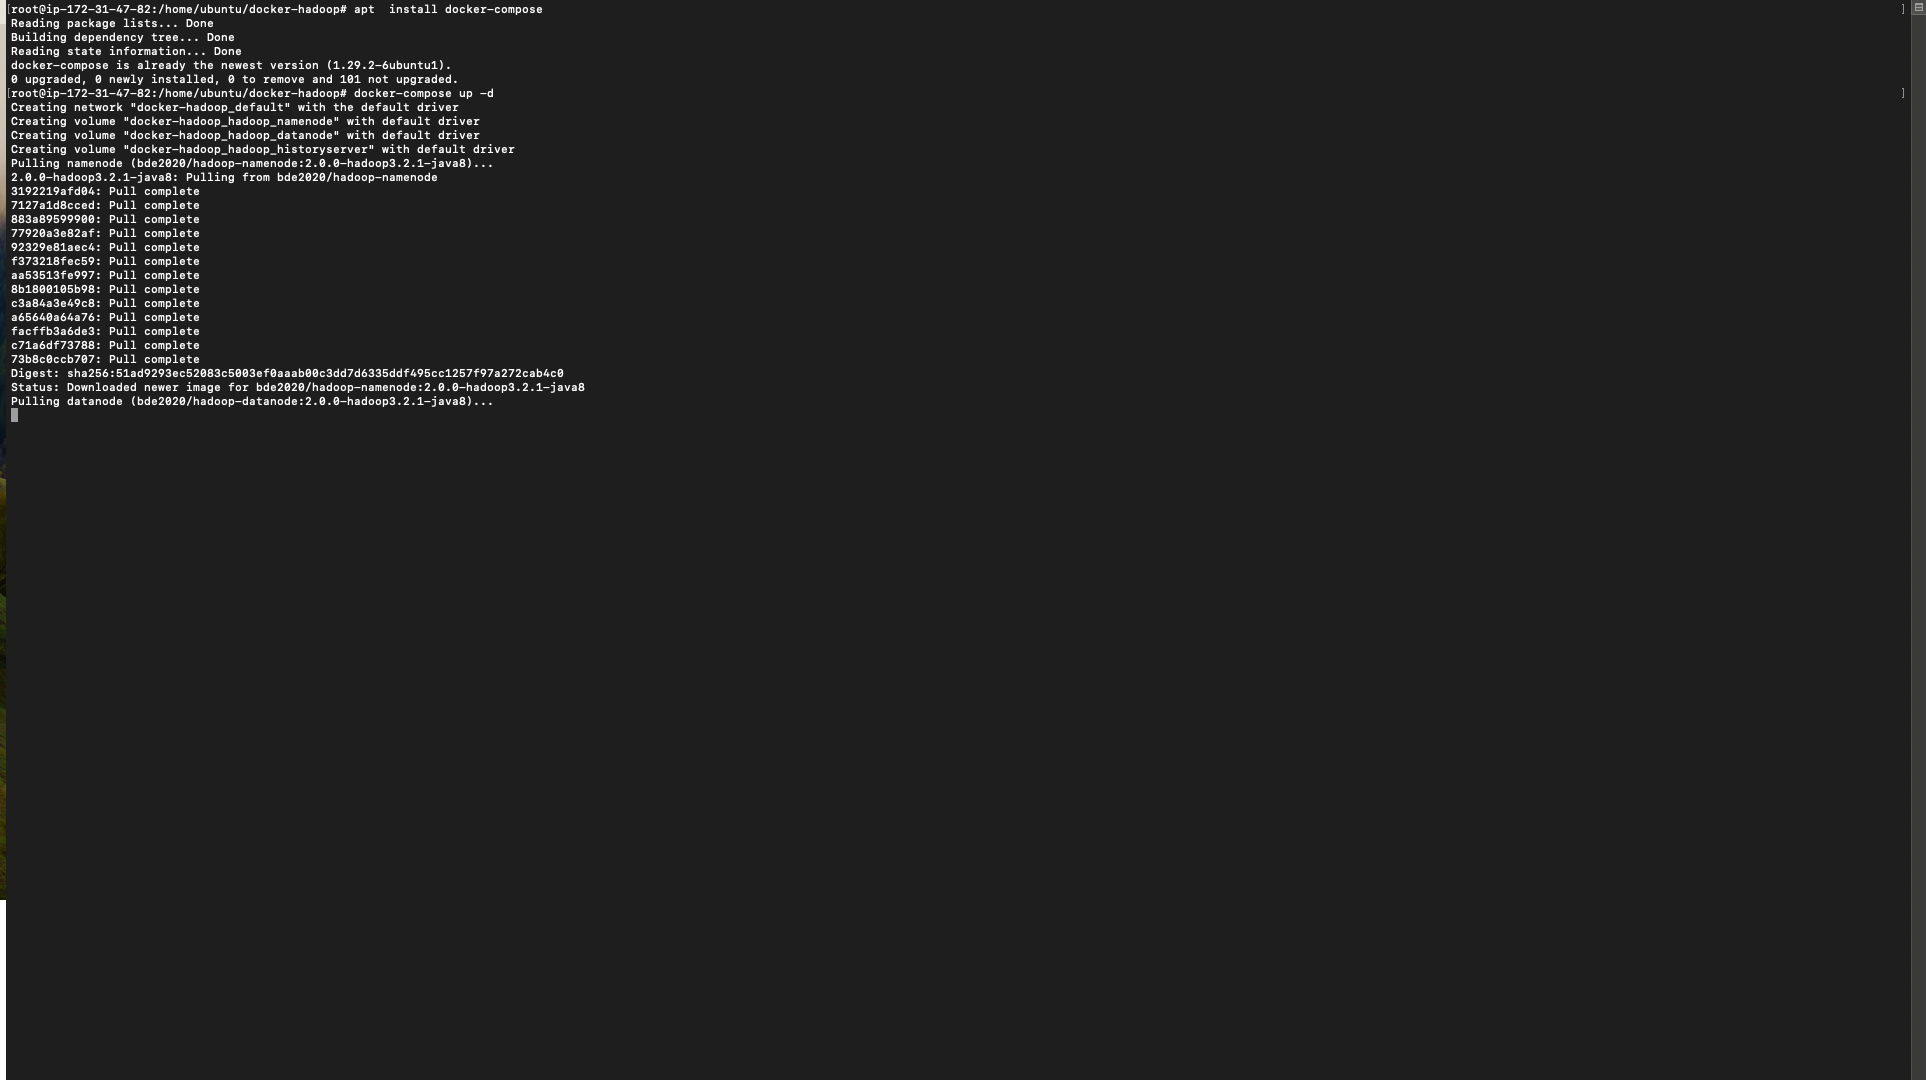 [root@ip-172-31-47-82:/home/ubuntu/docker-hadoop# apt  install docker-compose ]
Reading package lists... Done
Building dependency tree... Done
Reading state information... Done
docker-compose is already the newest version (1.29.2-6ubuntu1).
0 upgraded, 0 newly installed, 0 to remove and 101 not upgraded.
[root@ip-172-31-47-82:/home/ubuntu/docker-hadoop# docker-compose up -d ]
Creating network "docker-hadoop_default" with the default driver
Creating volume "docker-hadoop_hadoop_namenode" with default driver
Creating volume "docker-hadoop_hadoop_datanode" with default driver
Creating volume "docker-hadoop_hadoop_historyserver" with default driver
Pulling namenode (bde2020/hadoop-namenode:2.0.0-hadoop3.2.1-java8)...
2.0.0-hadoop3.2.1-java8: Pulling from bde2020/hadoop-namenode
3192219afd04: Pull complete
7127a1d8cced: Pull complete
883a89599900: Pull complete
77920a3e82af: Pull complete
92329e81aec4: Pull complete
f373218fec59: Pull complete
aa53513fe997: Pull complete
8b1800105b98: Pull complete
c3a84a3e49c8: Pull complete
a65640a64a76: Pull complete
facffb3a6de3: Pull complete
c71a6df73788: Pull complete
73b8c0ccb707: Pull complete
Digest: sha256:51ad9293ec52083c5003ef0aaab00c3dd7d6335ddf495cc1257f97a272cab4c0
Status: Downloaded newer image for bde2020/hadoop-namenode:2.0.0-hadoop3.2.1-java8
Pulling datanode (bde2020/hadoop-datanode:2.0.0-hadoop3.2.1-java8)...